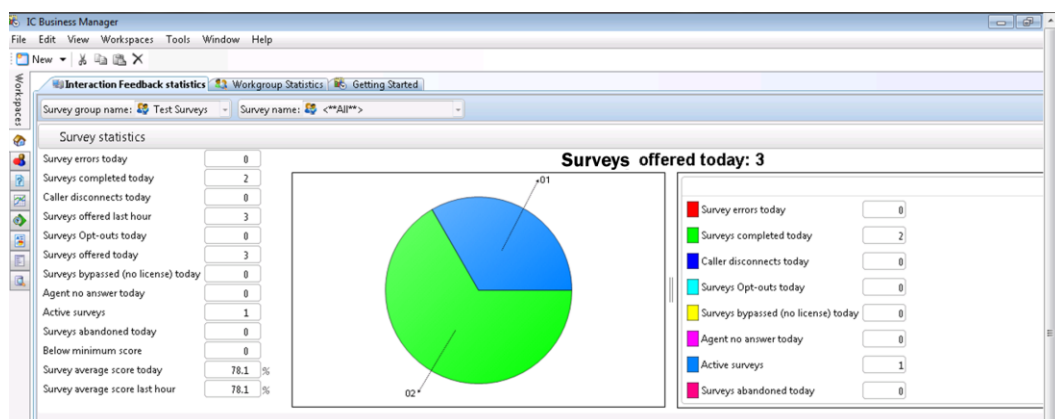 IC Business Manager
File Edit View Workspaces Tools Window Help
New
Workspaces
Interaction Feedback statistics Workgroup Statistics Getting Started
Survey group name: Test Surveys Survey name: <**All**>
Survey statistics
Surveys offered today: 3
Survey errors today 0
Surveys completed today 2
Caller disconnects today 0
Surveys offered last hour 3
Surveys Opt-outs today 0
Surveys offered today 3
Surveys bypassed (no license) today 0
Agent no answer today 0
Active surveys 1
Surveys abandoned today 0
Below minimum score 0
Survey average score today 78.1 %
Survey average score last hour 78.1 %
01
02
Survey errors today 0
Surveys completed today 2
Caller disconnects today 0
Surveys Opt-outs today 0
Surveys bypassed (no license) today 0
Agent no answer today 0
Active surveys 1
Surveys abandoned today 0